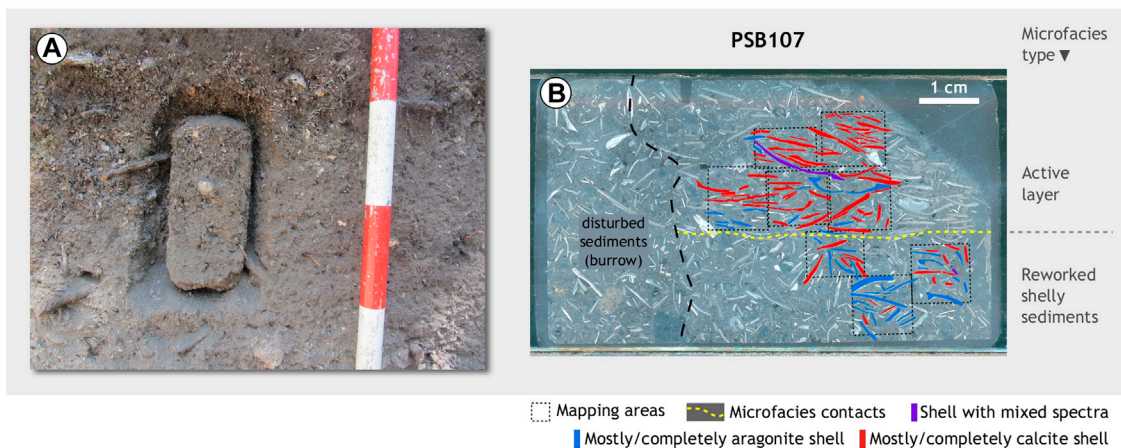 A
PSB107
Microfacies
type ▼
B
1 cm
Active
layer
disturbed
sediments
(burrow)
Reworked
shelly
sediments
Mapping areas
Microfacies contacts
Shell with mixed spectra
Mostly/completely aragonite shell
Mostly/completely calcite shell